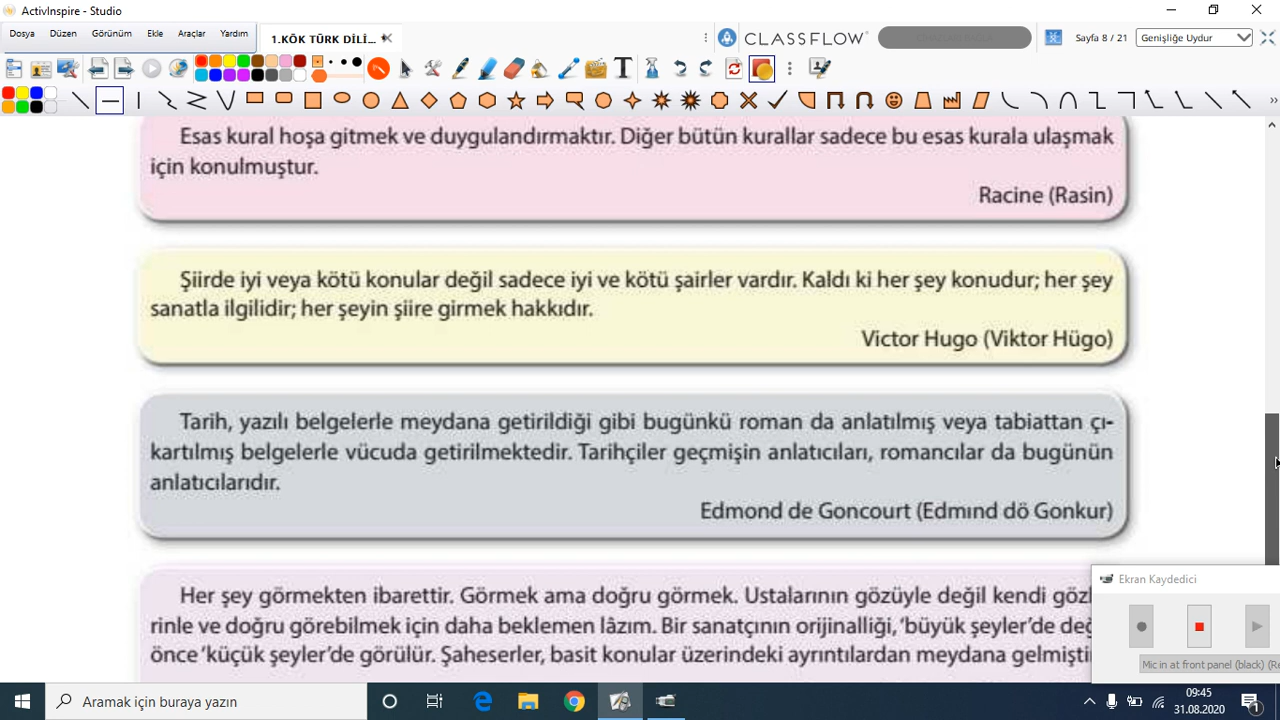 ActivInspire - Studio
Dosya Düzen Görünüm Ekle Araçlar Yardım
1.KÖK TÜRK DİLİ...
CLASSFLOW
Sayfa 8 / 21
Genişliğe Uydur
Esas kural hoşa gitmek ve duygulandırmaktır. Diğer bütün kurallar sadece bu esas kurala ulaşmak
için konulmuştur.
Racine (Rasin)
Şiirde iyi veya kötü konular değil sadece iyi ve kötü şairler vardır. Kaldı ki her şey konudur; her şey
sanatla ilgilidir; her şeyin şiire girmek hakkıdır.
Victor Hugo (Viktor Hügo)
Tarih, yazılı belgelerle meydana getirildiği gibi bugünkü roman da anlatılmış veya tabiattan çı-
kartılmış belgelerle vücuda getirilmektedir. Tarihçiler geçmişin anlatıcıları, romancılar da bugünün
anlatıcılarıdır.
Edmond de Goncourt (Edmınd dö Gonkur)
Her şey görmekten ibarettir. Görmek ama doğru görmek. Ustalarının gözüyle değil kendi gözl
rinle ve doğru görebilmek için daha beklemen lâzım. Bir sanatçının orijinalliği, ‘büyük şeyler’de değ
önce ‘küçük şeyler’de görülür. Şaheserler, basit konular üzerindeki ayrıntılardan meydana gelmişti
Ekran Kaydedici
Mic in at front panel (black) (Re
Aramak için buraya yazın
09:45
31.08.2020
1